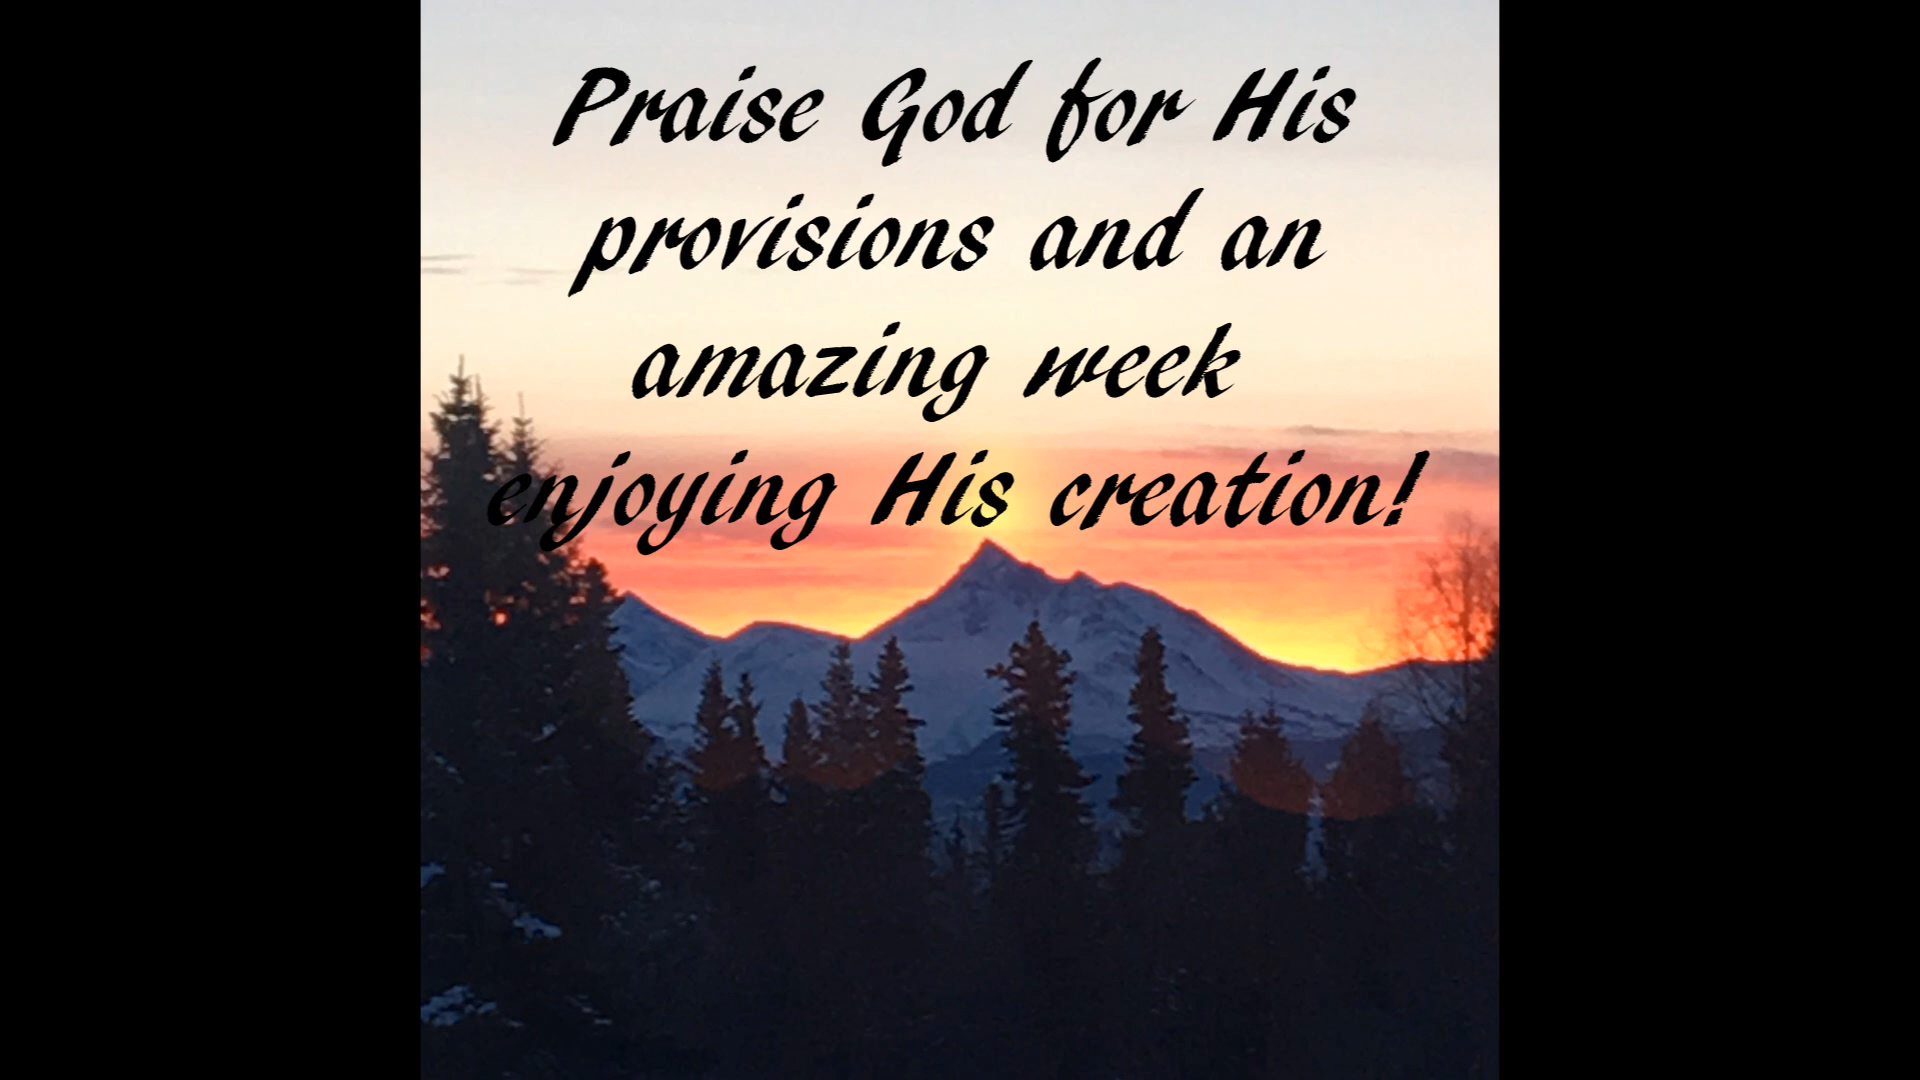 Praise God for His
provisions and an
amazing week
enjoying His creation!